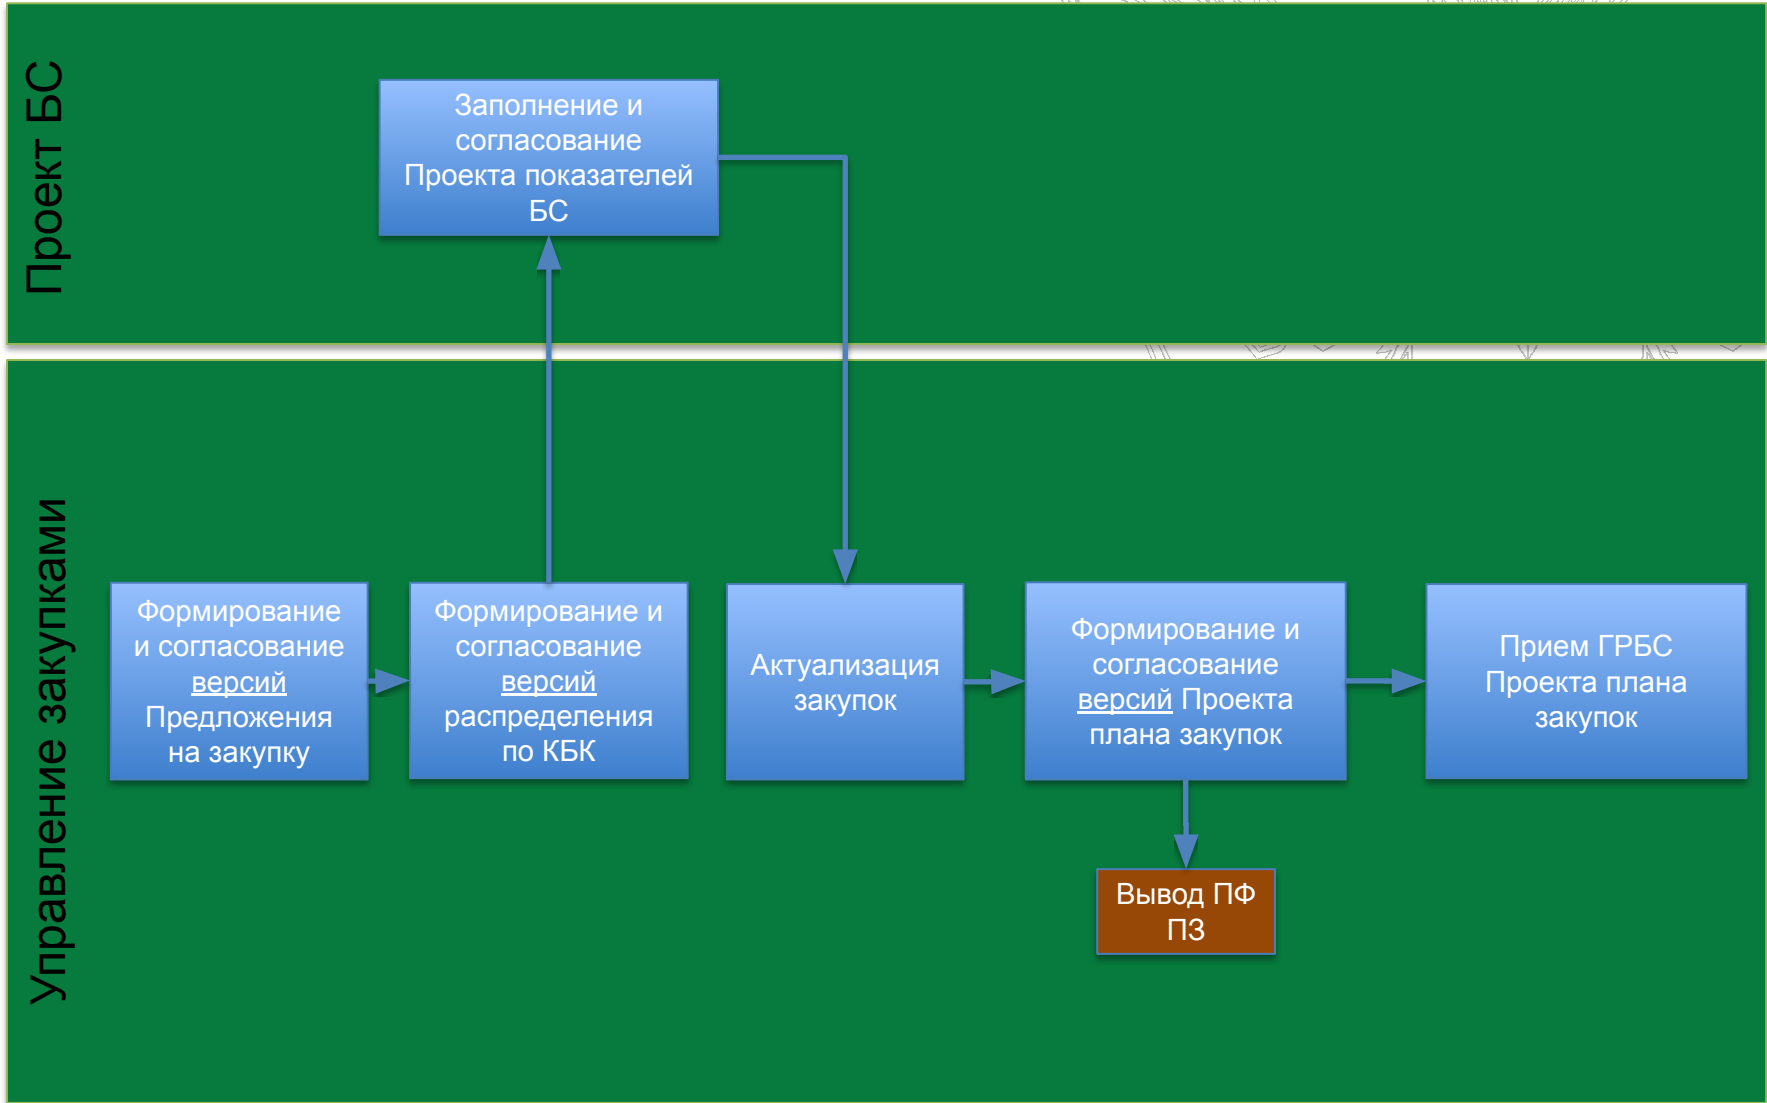 Проект БС
Заполнение и
согласование
Проекта показателей
БС
Управление закупками
Формирование
и согласование
версий
Предложения
на закупку
Формирование и
согласование
версий
распределения
по КБК
Актуализация
закупок
Формирование и
согласование
версий Проекта
плана закупок
Прием ГРБС
Проекта плана
закупок
Вывод ПФ
ПЗ